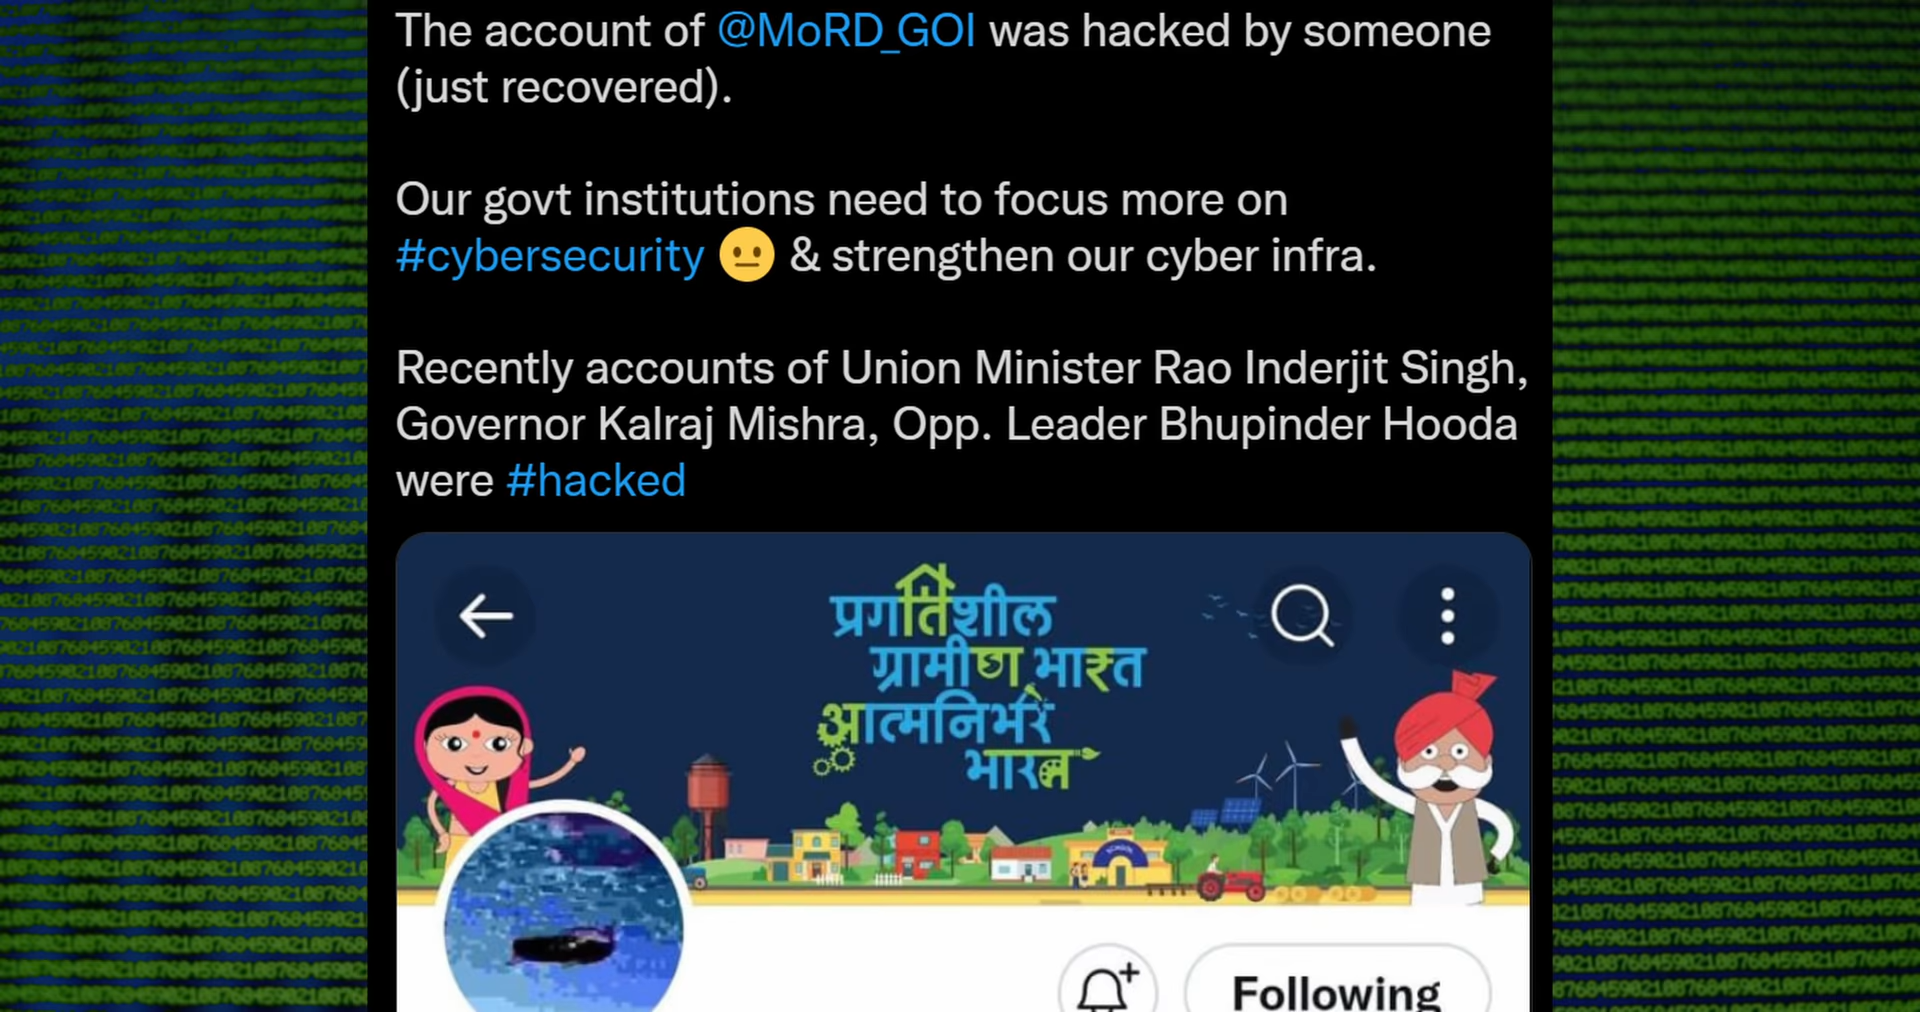 The account of @MoRD_GOI was hacked by someone
(just recovered).
Our govt institutions need to focus more on
#cybersecurity 😐 & strengthen our cyber infra.
Recently accounts of Union Minister Rao Inderjit Singh,
Governor Kalraj Mishra, Opp. Leader Bhupinder Hooda
were #hacked
प्रगतिशील
ग्रामीण भारत
आत्मनिर्भर
भारत
SCHOOL
Following